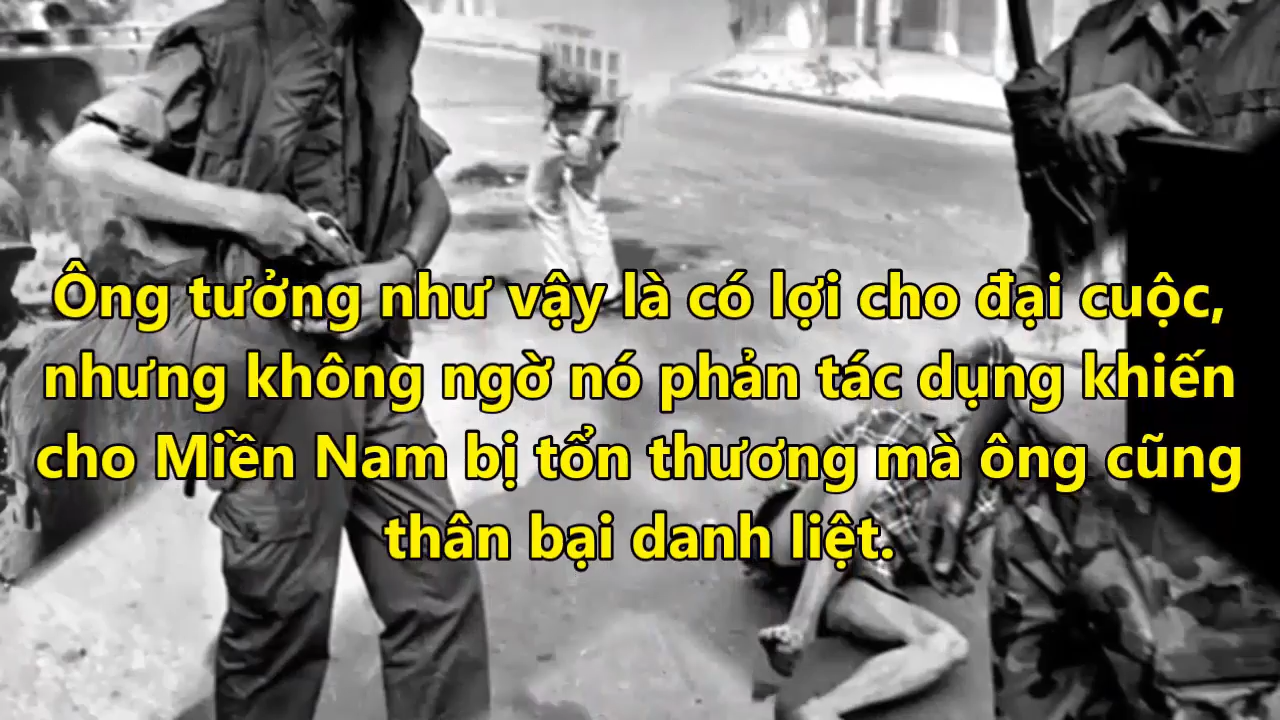 Ông tưởng như vậy là có lợi cho đại cuộc,
nhưng không ngờ nó phản tác dụng khiến
cho Miền Nam bị tổn thương mà ông cũng
thân bại danh liệt.